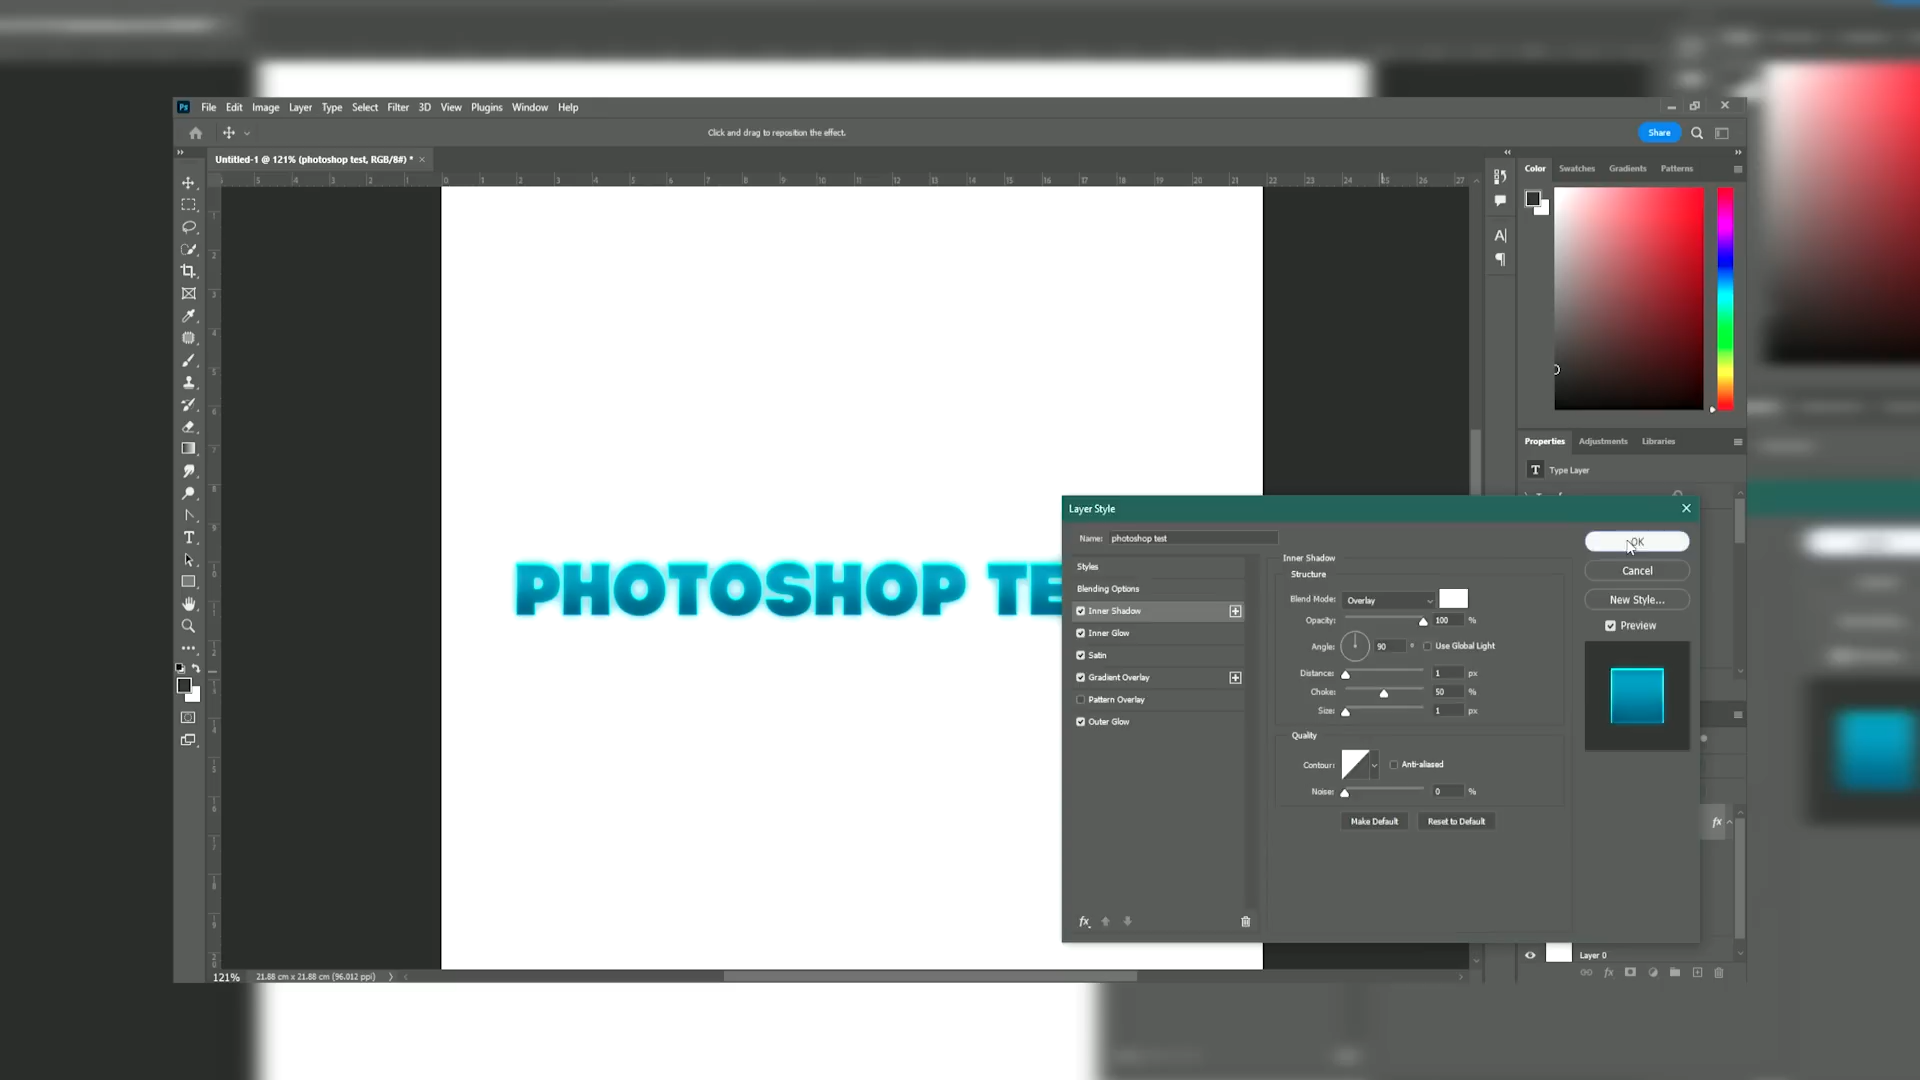 Ps File Edit Image Layer Type Select Filter 3D View Plugins Window Help
Click and drag to reposition the effect.
Share
Untitled-1 @ 121% (photoshop test, RGB/8#) *
Color Swatches Gradients Patterns
Properties Adjustments Libraries
Type Layer
PHOTOSHOP TE
Layer Style
Name: photoshop test
Styles
Blending Options
Inner Shadow
Inner Glow
Satin
Gradient Overlay
Pattern Overlay
Outer Glow
Inner Shadow
Structure
Blend Mode: Overlay
Opacity: 100 %
Angle: 90 ° Use Global Light
Distance: 1 px
Choke: 50 %
Size: 1 px
Quality
Contour: Anti-aliased
Noise: 0 %
Make Default Reset to Default
OK
Cancel
New Style...
Preview
fx
fx
Layer 0
fx
121% 21.88 cm x 21.88 cm (96.012 ppi)